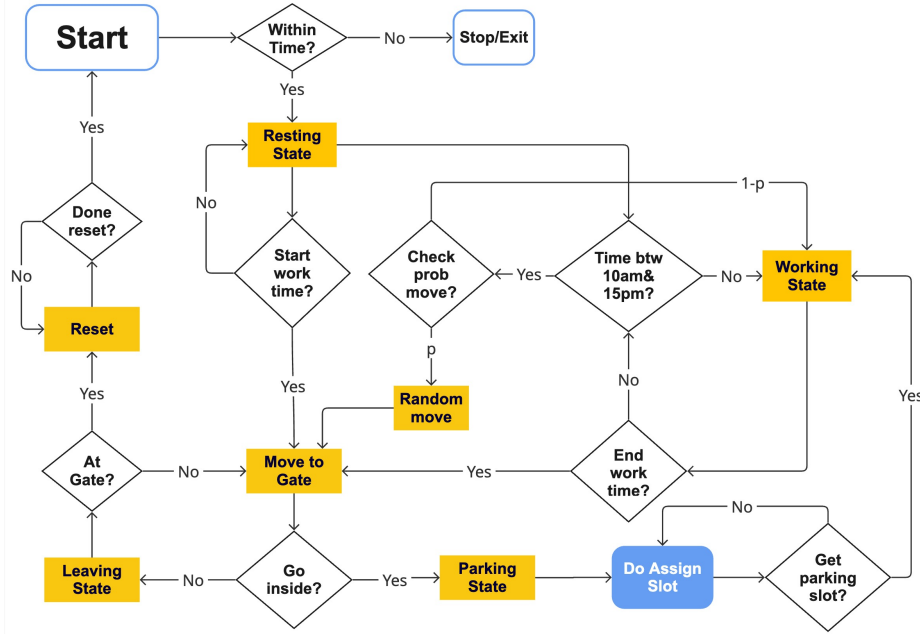 Start
Within
Time?
No
Stop/Exit
Yes
Resting
State
Yes
No
1-p
Done
reset?
Start
work
time?
Check
prob
move?
Yes
Time btw
10am&
15pm?
No
Working
State
No
Reset
p
Yes
Yes
Random
move
No
Yes
At
Gate?
No
Move to
Gate
Yes
End
work
time?
No
Leaving
State
No
Go
inside?
Yes
Parking
State
Do Assign
Slot
Get
parking
slot?